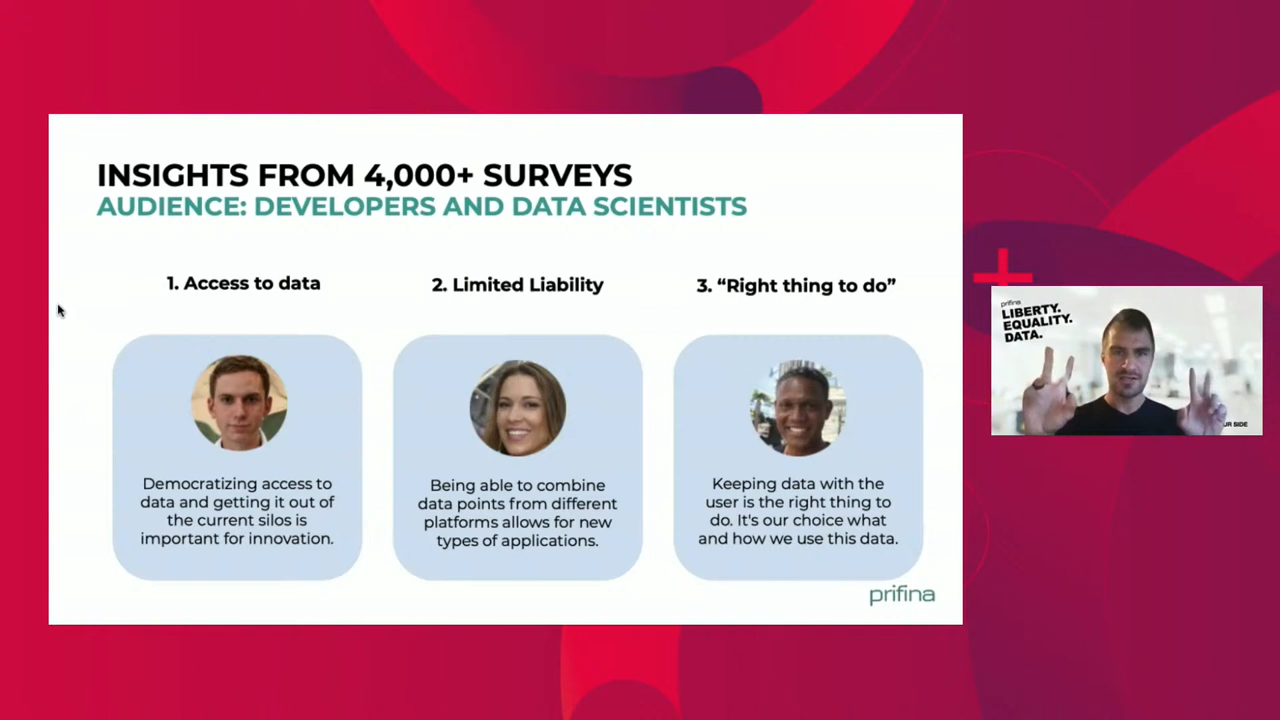 INSIGHTS FROM 4,000+ SURVEYS
AUDIENCE: DEVELOPERS AND DATA SCIENTISTS
1. Access to data
Democratizing access to
data and getting it out of
the current silos is
important for innovation.
2. Limited Liability
Being able to combine
data points from different
platforms allows for new
types of applications.
3. “Right thing to do”
Keeping data with the
user is the right thing to
do. It's our choice what
and how we use this data.
prifina
prifina
LIBERTY.
EQUALITY.
DATA.
SIDE